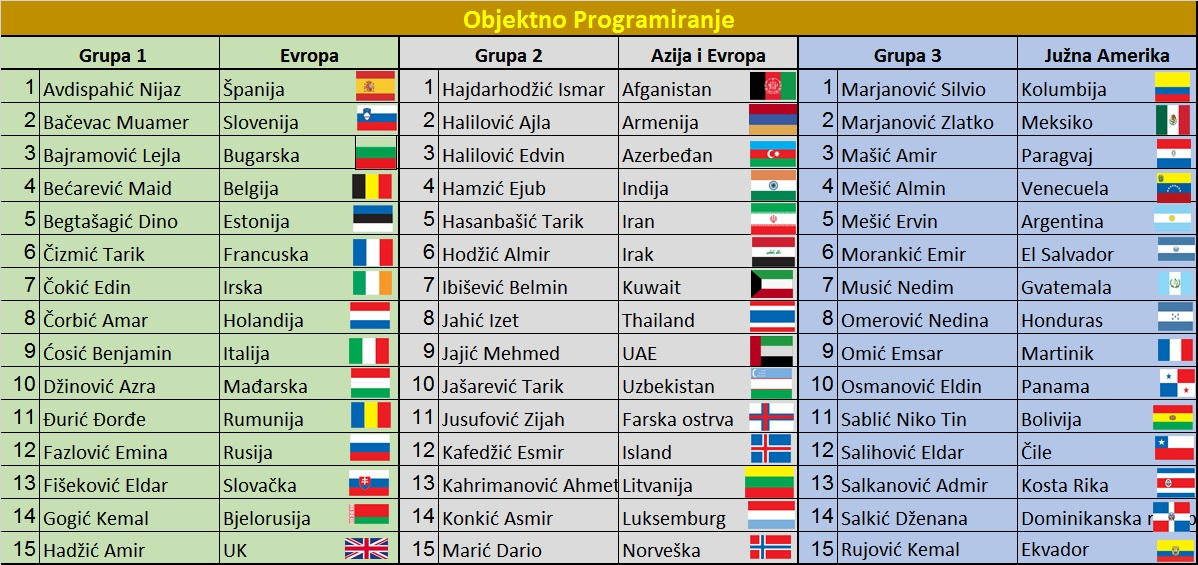 Objektno Programiranje
Grupa 1 Evropa Grupa 2 Azija i Evropa Grupa 3 Južna Amerika
1 Avdispahić Nijaz Španija 1 Hajdarhodžić Ismar Afganistan 1 Marjanović Silvio Kolumbija
2 Bačevac Muamer Slovenija 2 Halilović Ajla Armenija 2 Marjanović Zlatko Meksiko
3 Bajramović Lejla Bugarska 3 Halilović Edvin Azerbeđan 3 Mašić Amir Paragvaj
4 Bećarević Maid Belgija 4 Hamzić Ejub Indija 4 Mešić Almin Venecuela
5 Begtašagić Dino Estonija 5 Hasanbašić Tarik Iran 5 Mešić Ervin Argentina
6 Čizmić Tarik Francuska 6 Hodžić Almir Irak 6 Morankić Emir El Salvador
7 Čokić Edin Irska 7 Ibišević Belmin Kuwait 7 Musić Nedim Gvatemala
8 Čorbić Amar Holandija 8 Jahić Izet Thailand 8 Omerović Nedina Honduras
9 Ćosić Benjamin Italija 9 Jajić Mehmed UAE 9 Omić Emsar Martinik
10 Džinović Azra Mađarska 10 Jašarević Tarik Uzbekistan 10 Osmanović Eldin Panama
11 Đurić Đorđe Rumunija 11 Jusufović Zijah Farska ostrva 11 Sablić Niko Tin Bolivija
12 Fazlović Emina Rusija 12 Kafedžić Esmir Island 12 Salihović Eldar Čile
13 Fišeković Eldar Slovačka 13 Kahrimanović Ahmet Litvanija 13 Salkanović Admir Kosta Rika
14 Gogić Kemal Bjelorusija 14 Konkić Asmir Luksemburg 14 Salkić Dženana Dominikanska
15 Hadžić Amir UK 15 Marić Dario Norveška 15 Rujović Kemal Ekvador